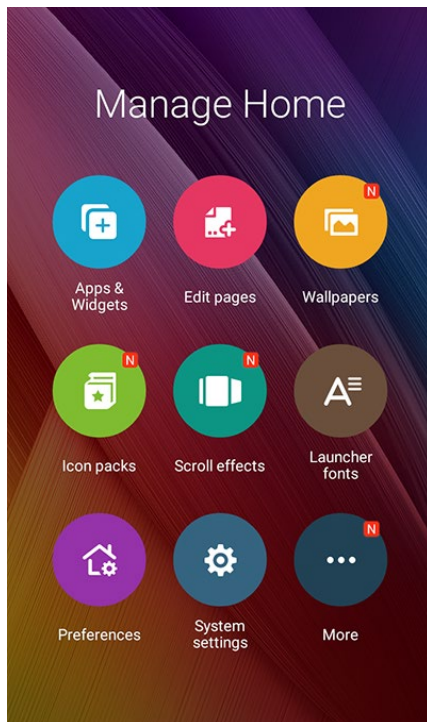 Manage Home
N
Apps &
Widgets
Edit pages
Wallpapers
N
N
Icon packs
Scroll effects
A
Launcher
fonts
N
Preferences
System
settings
More